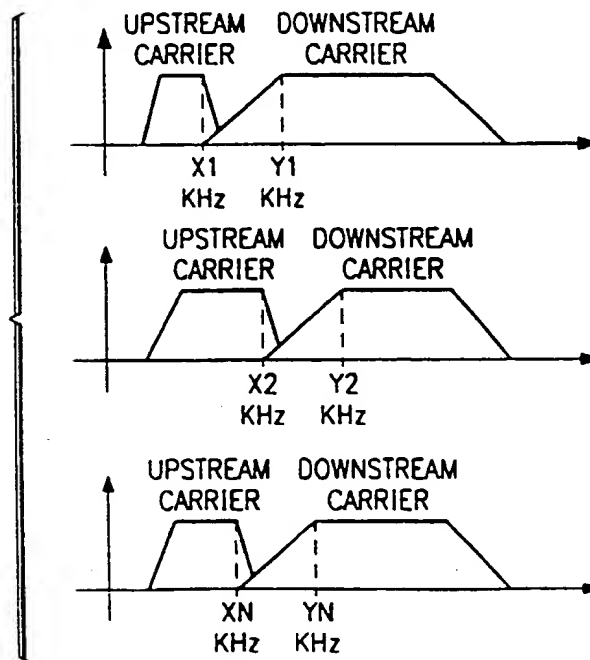 UPSTREAM DOWNSTREAM
CARRIER CARRIER
X1 Y1
KHz KHz
UPSTREAM DOWNSTREAM
CARRIER CARRIER
X2 Y2
KHz KHz
UPSTREAM DOWNSTREAM
CARRIER CARRIER
XN YN
KHz KHz